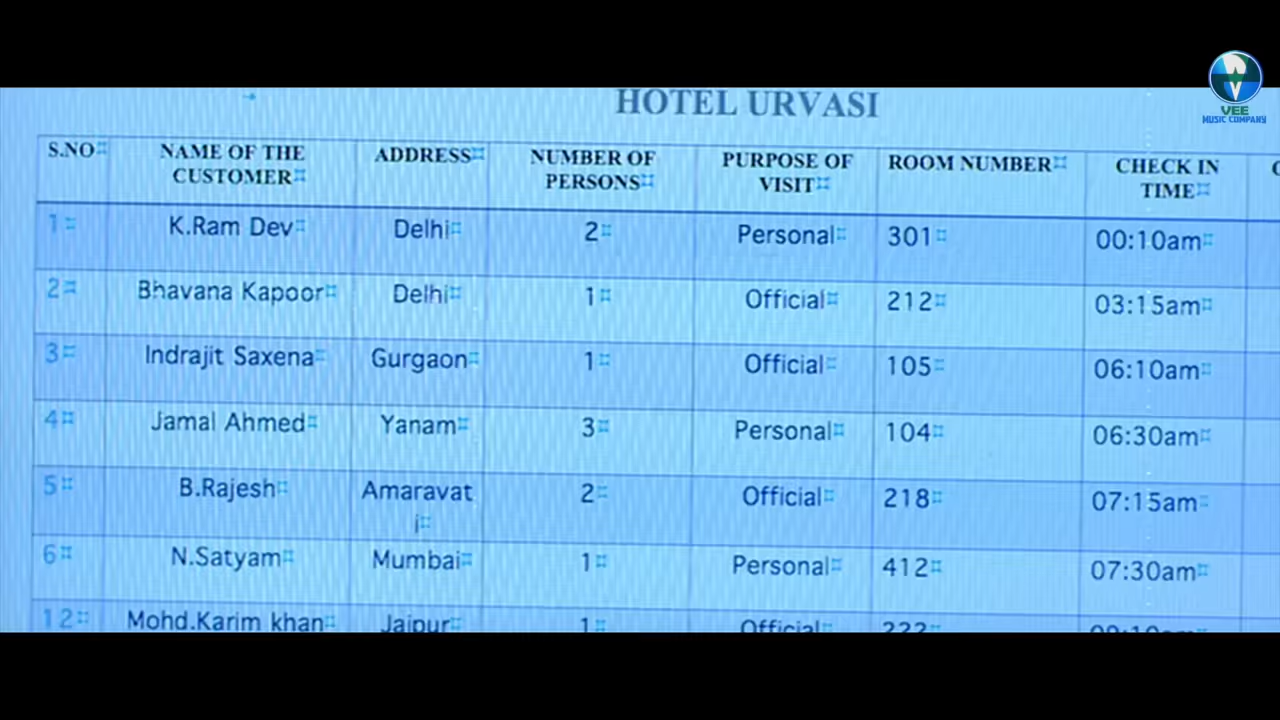 VEE
MUSIC COMPANY
HOTEL URVASI
S.NO NAME OF THE CUSTOMER ADDRESS NUMBER OF PERSONS PURPOSE OF VISIT ROOM NUMBER CHECK IN TIME
1 K.Ram Dev Delhi 2 Personal 301 00:10am
2 Bhavana Kapoor Delhi 1 Official 212 03:15am
3 Indrajit Saxena Gurgaon 1 Official 105 06:10am
4 Jamal Ahmed Yanam 3 Personal 104 06:30am
5 B.Rajesh Amaravati 2 Official 218 07:15am
6 N.Satyam Mumbai 1 Personal 412 07:30am
12 Mohd.Karim khan Jaipur 1 Official 222